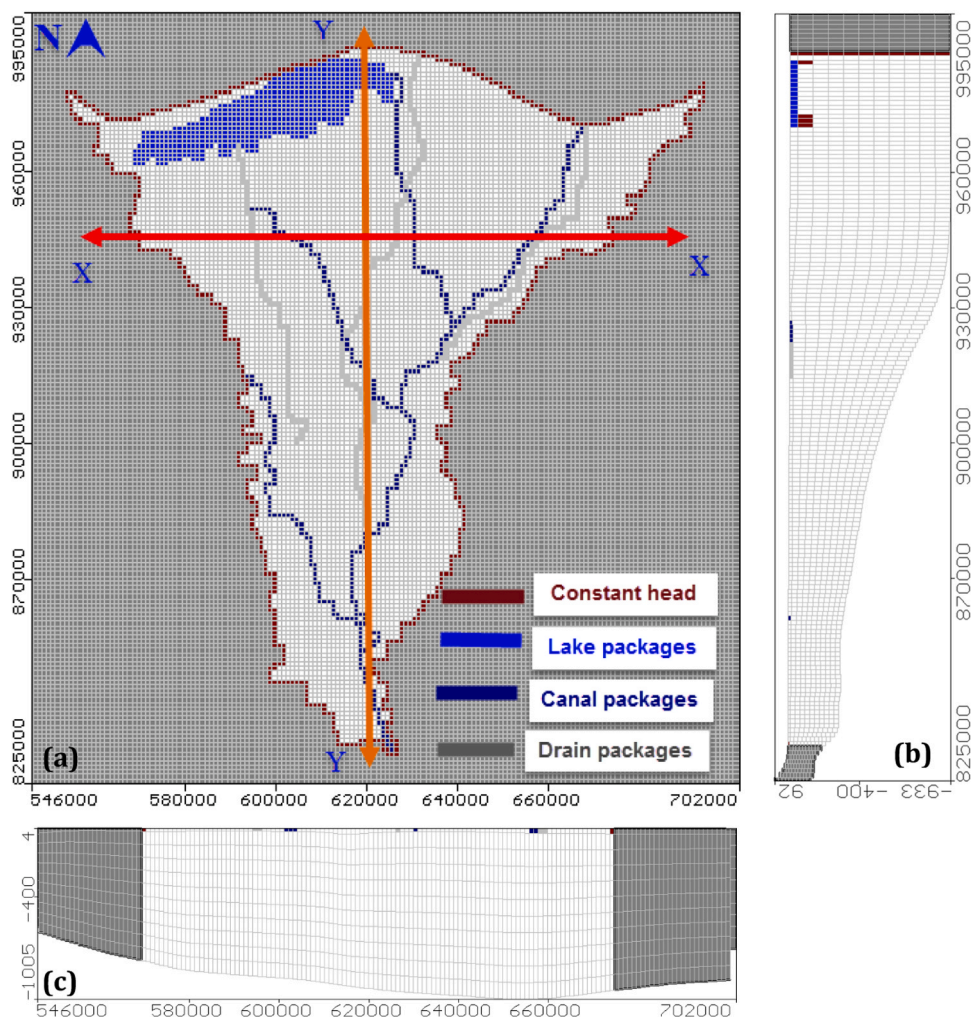 N
Y
X
X
Y
(a)
Constant head
Lake packages
Canal packages
Drain packages
995000
960000
930000
900000
870000
825000
546000 580000 600000 620000 640000 660000 702000
995000
960000
930000
900000
870000
825000
(b)
92 -400 -933
4
-400
-1005
(c)
546000 580000 600000 620000 640000 660000 702000